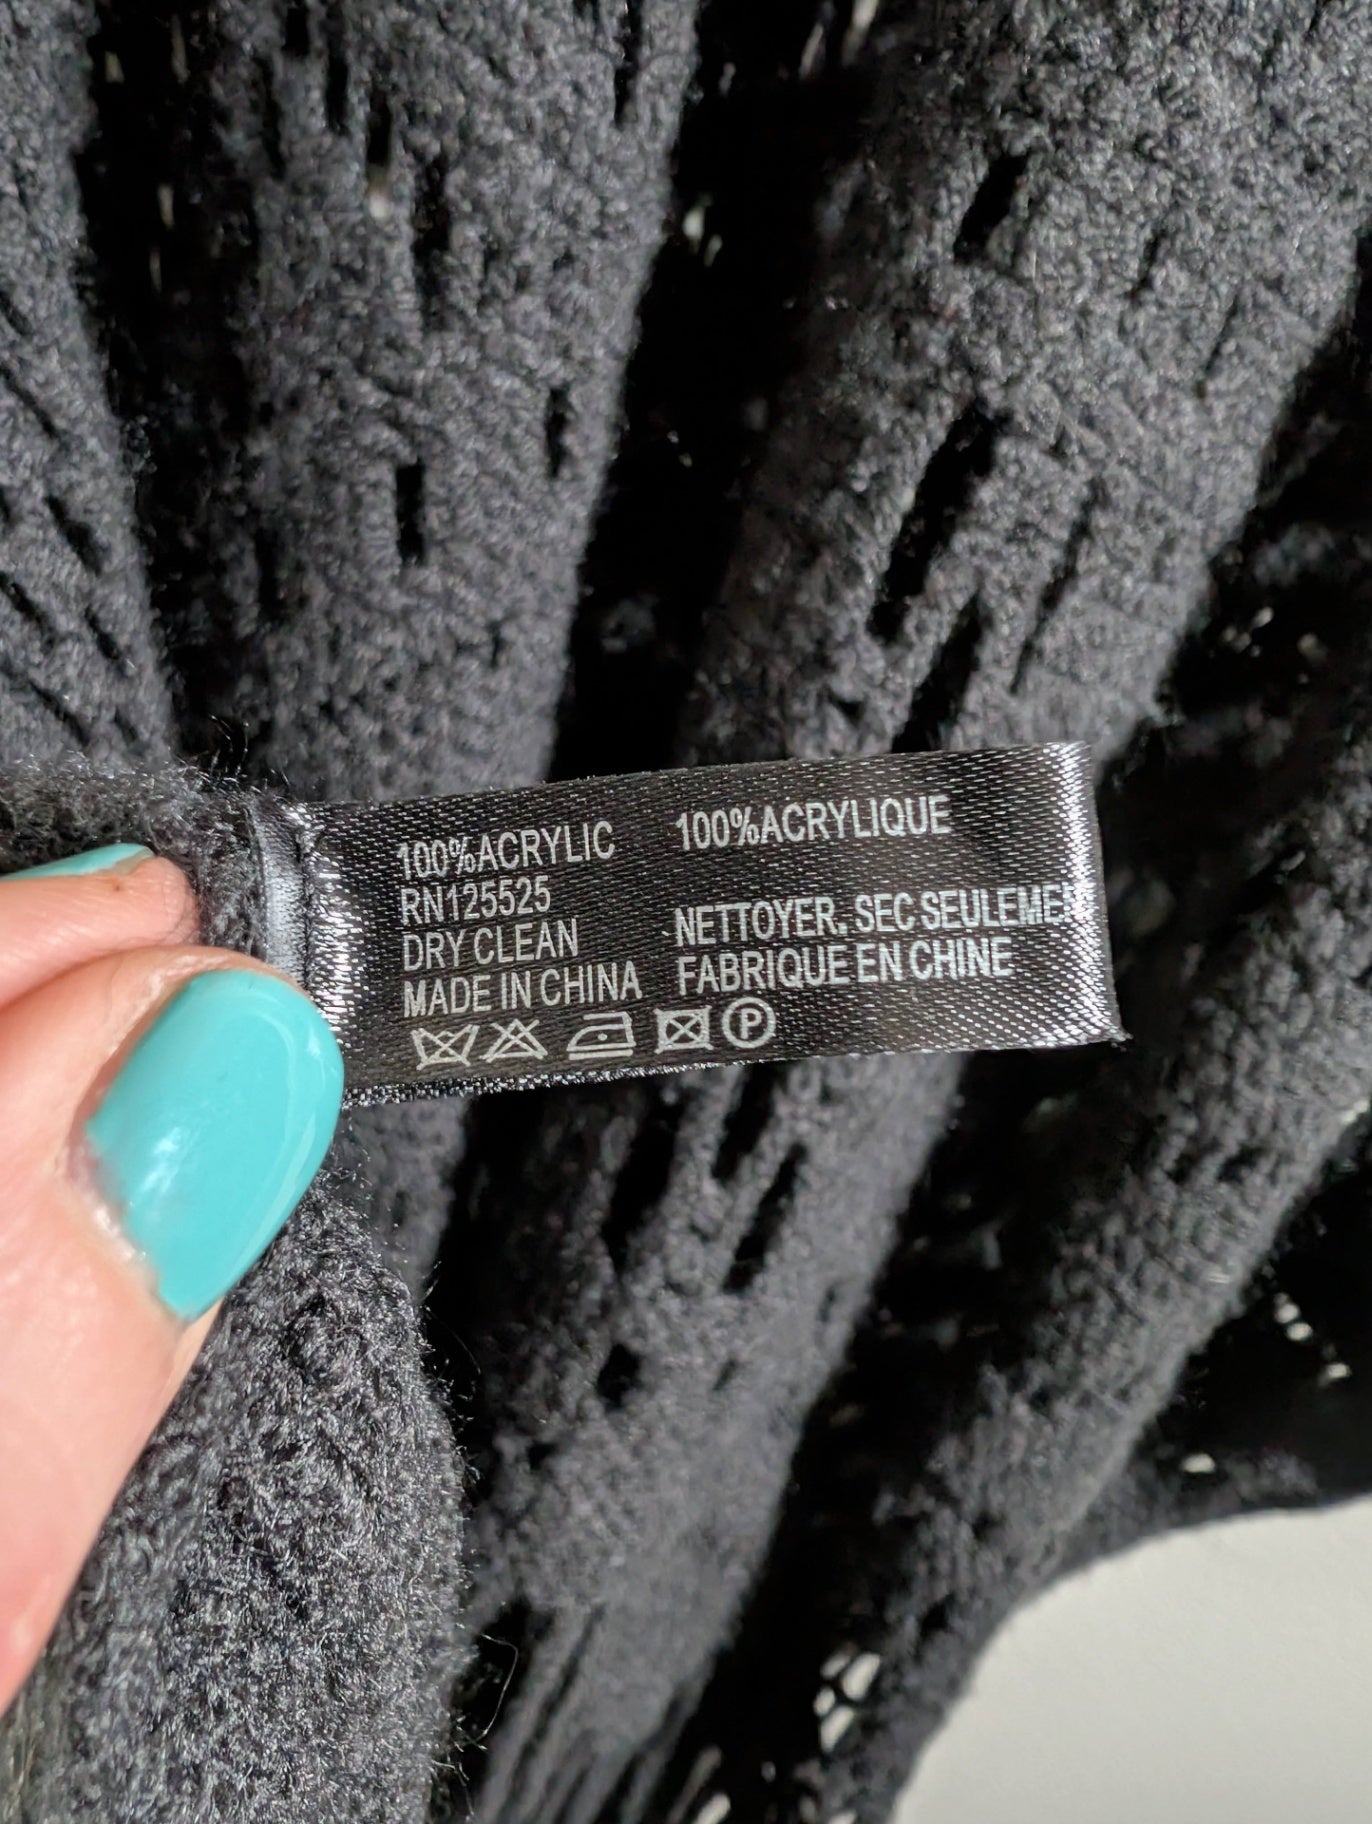 100%ACRYLIC
RN125525
DRY CLEAN
MADE IN CHINA
100%ACRYLIQUE
NETTOYER. SEC SEULEMEN
FABRIQUE EN CHINE
P